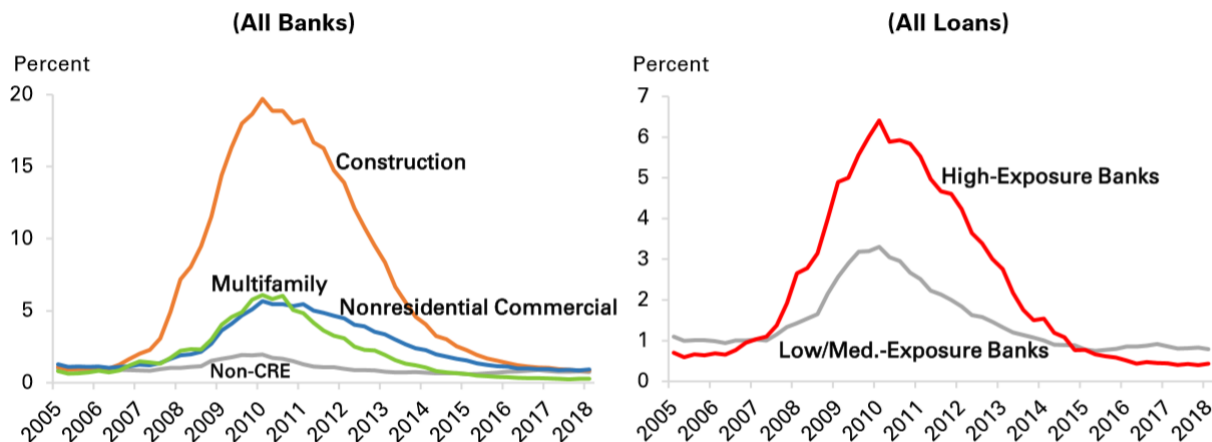 (All Banks)
Percent
20
15
10
5
0
Construction
Multifamily
Nonresidential Commercial
Non-CRE
2005 2006 2007 2008 2009 2010 2011 2012 2013 2014 2015 2016 2017 2018
(All Loans)
Percent
7
6
5
4
3
2
1
0
High-Exposure Banks
Low/Med.-Exposure Banks
2005 2006 2007 2008 2009 2010 2011 2012 2013 2014 2015 2016 2017 2018